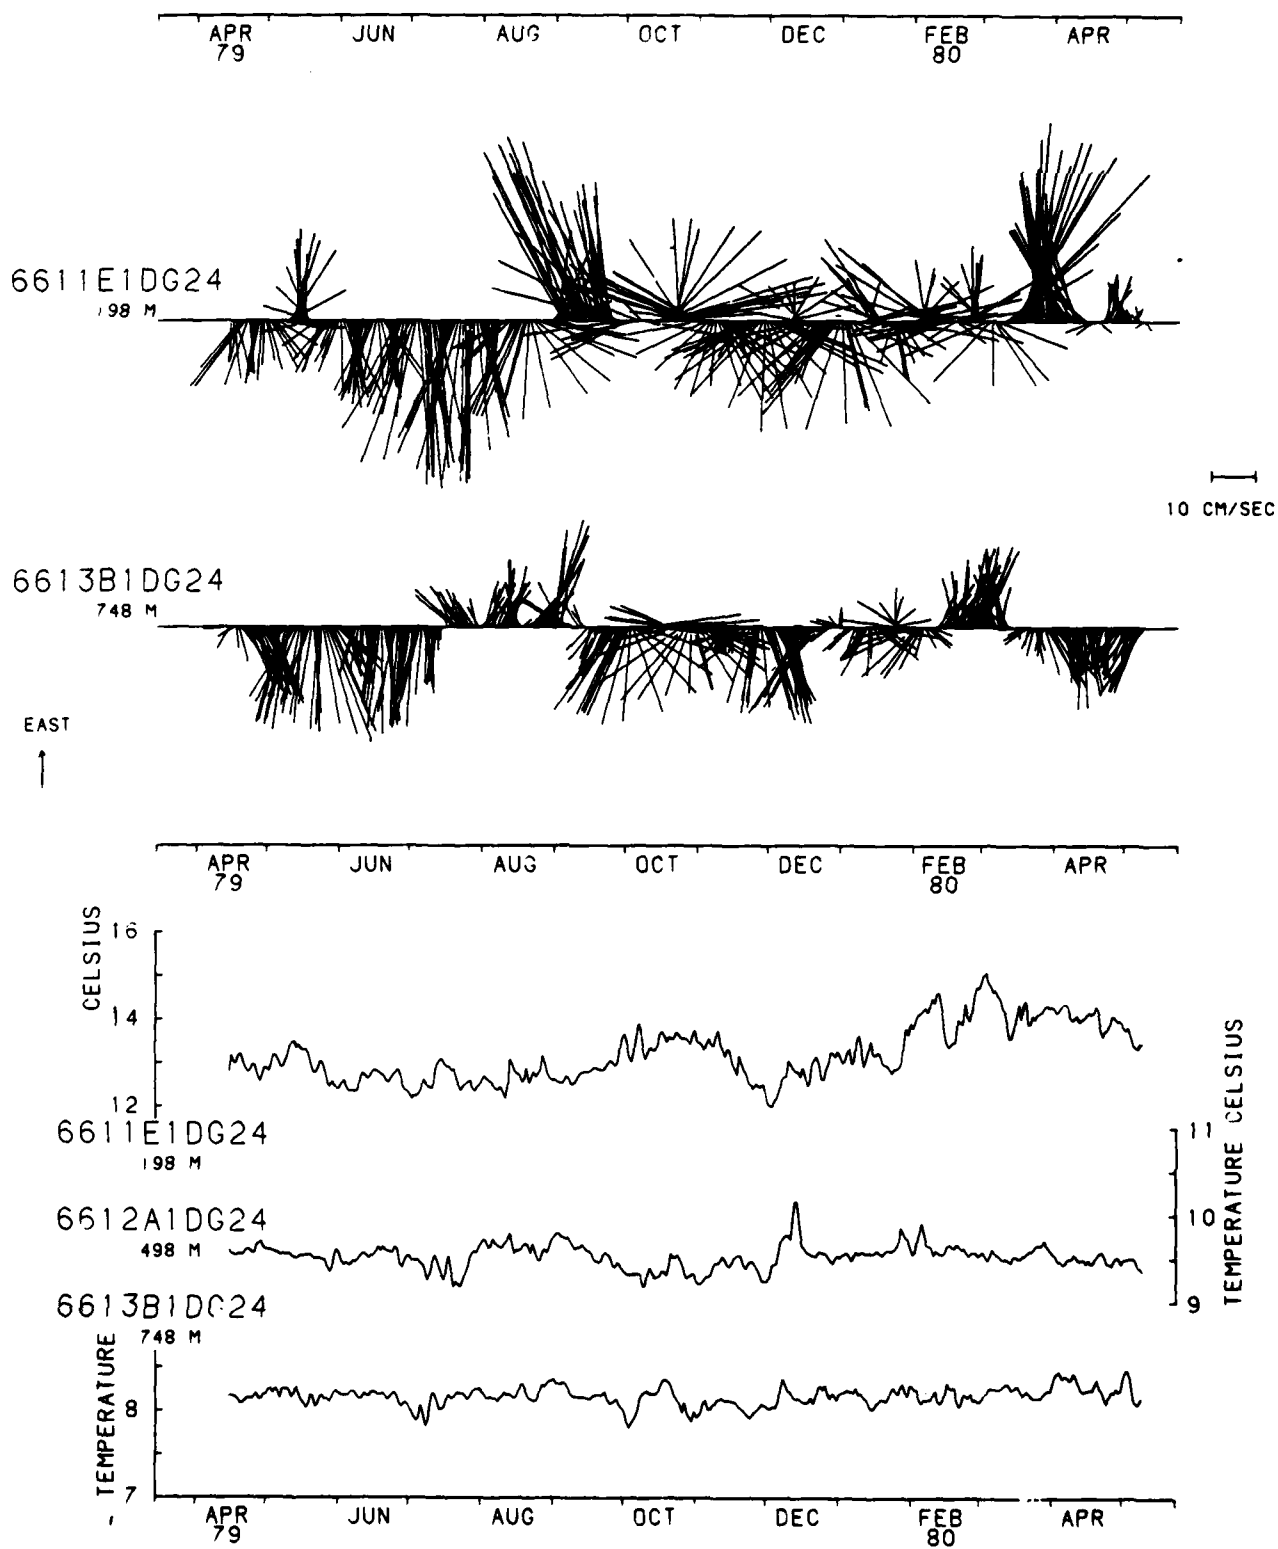 APR JUN AUG OCT DEC FEB APR
79 80
6611E1DG24
198 M
10 CM/SEC
6613B1DG24
748 M
EAST
APR JUN AUG OCT DEC FEB APR
79 80
CELSIUS
16
14
12
6611E1DG24
198 M
11
10
9
TEMPERATURE CELSIUS
6612A1DG24
498 M
6613B1DG24
748 M
TEMPERATURE
8
7
APR JUN AUG OCT DEC FEB APR
79 80